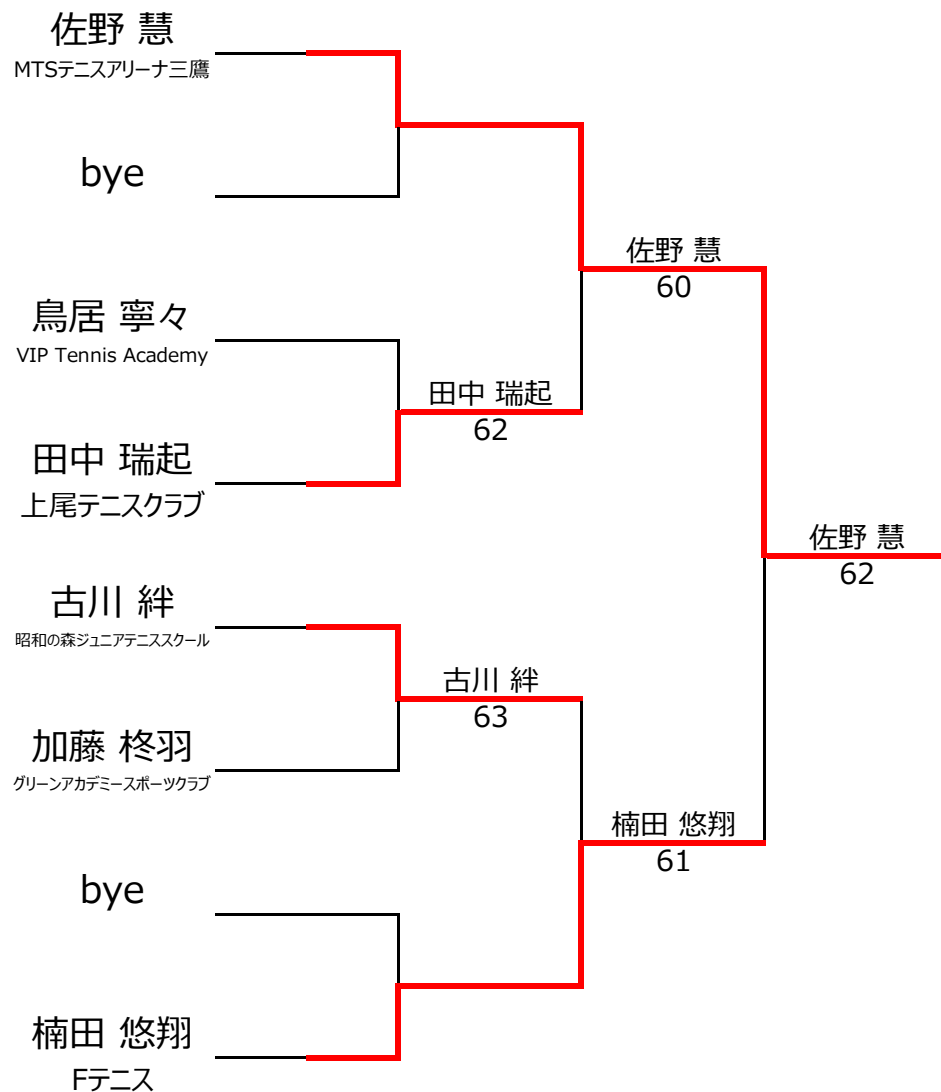 佐野 慧
MTSテニスアリーナ三鷹
bye
鳥居 寧々
VIP Tennis Academy
田中 瑞起
上尾テニスクラブ
古川 絆
昭和の森ジュニアテニススクール
加藤 柊羽
グリーンアカデミースポーツクラブ
bye
楠田 悠翔
Fテニス
田中 瑞起
62
古川 絆
63
佐野 慧
60
楠田 悠翔
61
佐野 慧
62